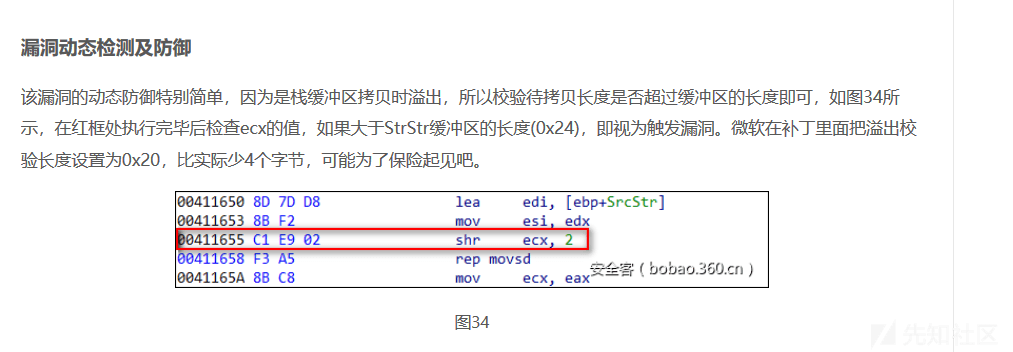 漏洞动态检测及防御
该漏洞的动态防御特别简单，因为是栈缓冲区拷贝时溢出，所以校验待拷贝长度是否超过缓冲区的长度即可，如图34所
示，在红框处执行完毕后检查ecx的值，如果大于StrStr缓冲区的长度(0x24)，即视为触发漏洞。微软在补丁里面把溢出校
验长度设置为0x20，比实际少4个字节，可能为了保险起见吧。
00411650 8D 7D D8 lea edi, [ebp+SrcStr]
00411653 8B F2 mov esi, edx
00411655 C1 E9 02 shr ecx, 2
00411658 F3 A5 rep movsd
0041165A 8B C8 mov ecx, eax
安全客（bobao.360.cn）
图34
先知社区